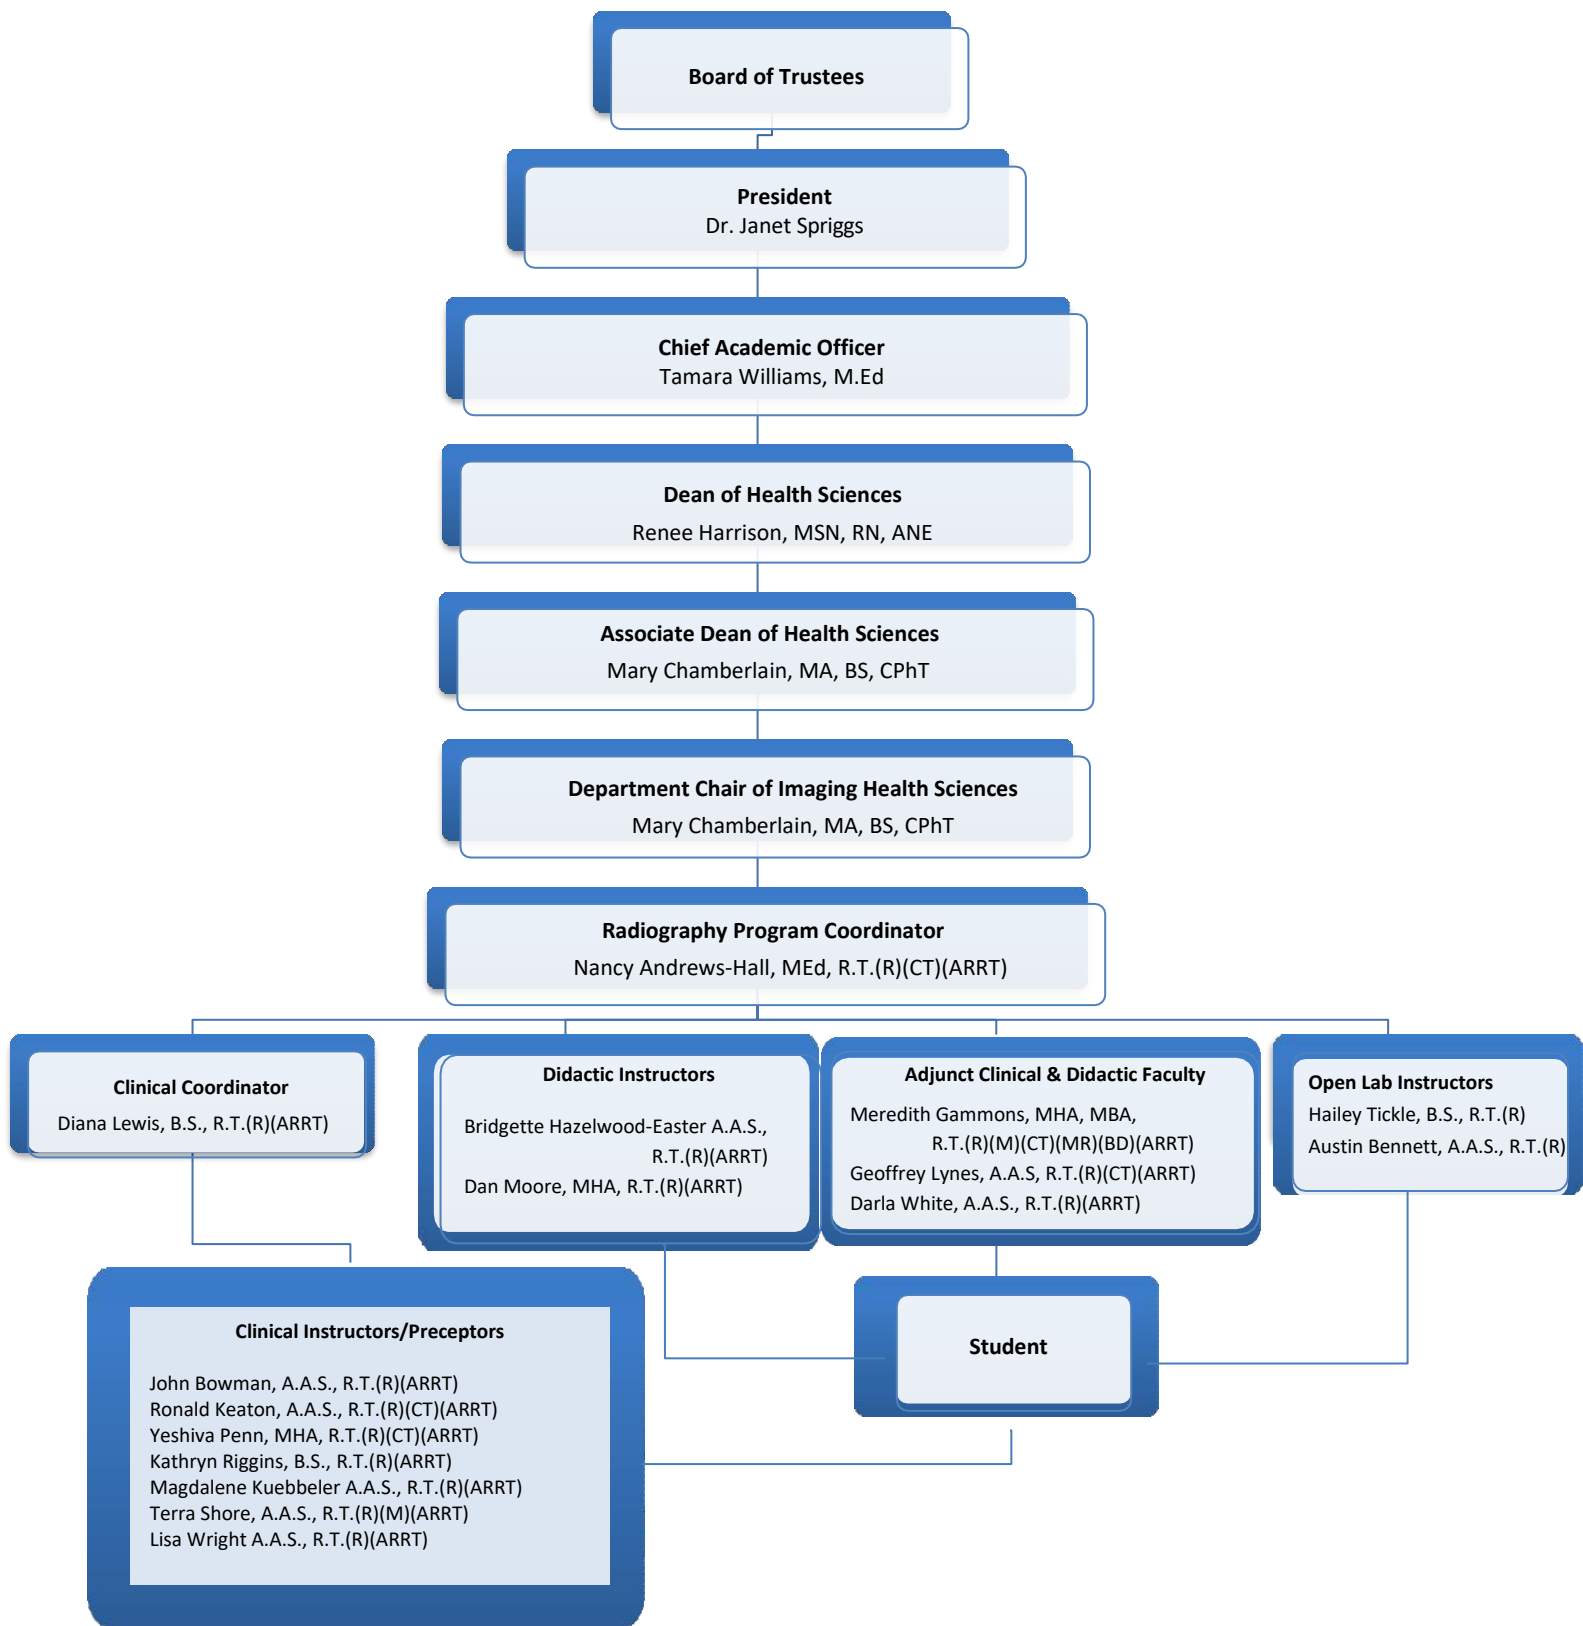 Board of Trustees
President
Dr. Janet Spriggs
Chief Academic Officer
Tamara Williams, M.Ed
Dean of Health Sciences
Renee Harrison, MSN, RN, ANE
Associate Dean of Health Sciences
Mary Chamberlain, MA, BS, CPhT
Department Chair of Imaging Health Sciences
Mary Chamberlain, MA, BS, CPhT
Radiography Program Coordinator
Nancy Andrews-Hall, MEd, R.T.(R)(CT)(ARRT)
Clinical Coordinator
Diana Lewis, B.S., R.T.(R)(ARRT)
Didactic Instructors
Bridgette Hazelwood-Easter A.A.S.,
R.T.(R)(ARRT)
Dan Moore, MHA, R.T.(R)(ARRT)
Adjunct Clinical & Didactic Faculty
Meredith Gammons, MHA, MBA,
R.T.(R)(M)(CT)(MR)(BD)(ARRT)
Geoffrey Lynes, A.A.S, R.T.(R)(CT)(ARRT)
Darla White, A.A.S., R.T.(R)(ARRT)
Open Lab Instructors
Hailey Tickle, B.S., R.T.(R)
Austin Bennett, A.A.S., R.T.(R)
Clinical Instructors/Preceptors
John Bowman, A.A.S., R.T.(R)(ARRT)
Ronald Keaton, A.A.S., R.T.(R)(CT)(ARRT)
Yeshiva Penn, MHA, R.T.(R)(CT)(ARRT)
Kathryn Riggins, B.S., R.T.(R)(ARRT)
Magdalene Kuebbeler A.A.S., R.T.(R)(ARRT)
Terra Shore, A.A.S., R.T.(R)(M)(ARRT)
Lisa Wright A.A.S., R.T.(R)(ARRT)
Student